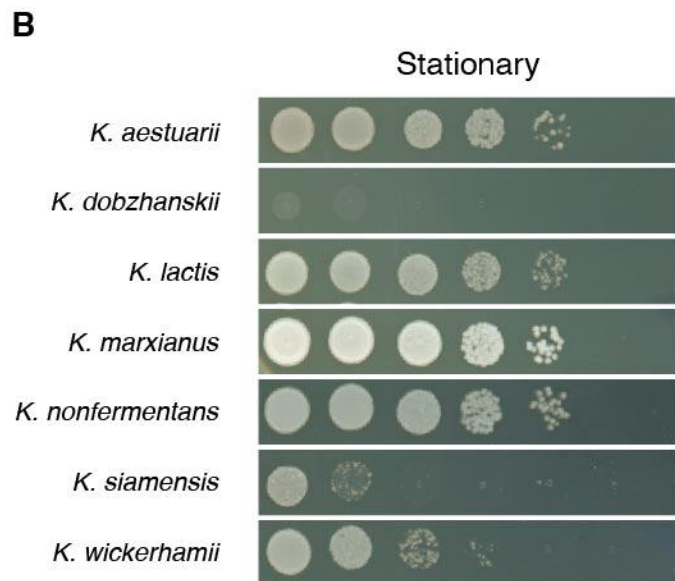 B
Stationary
K. aestuarii
K. dobzhanskii
K. lactis
K. marxianus
K. nonfermentans
K. siamensis
K. wickerhamii